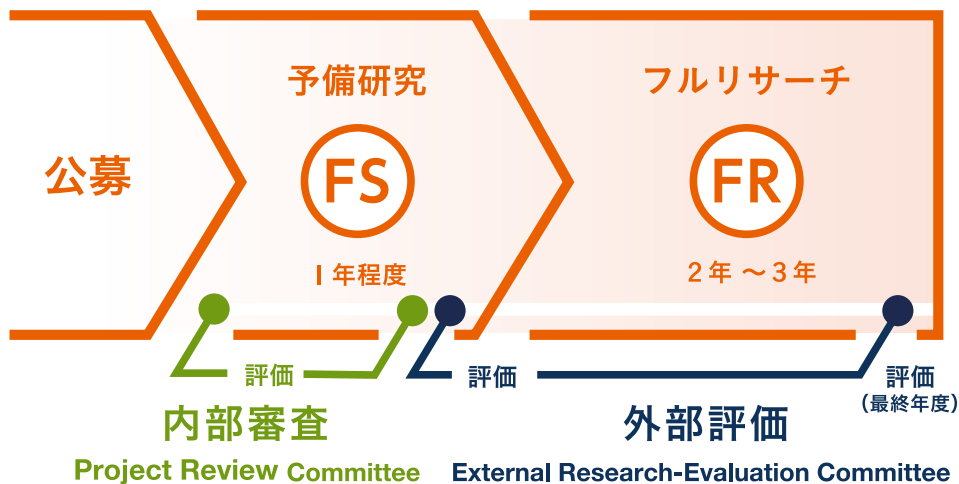 公募
予備研究
FS
1年程度
フルリサーチ
FR
2年 〜 3年
評価
内部審査
Project Review Committee
評価
評価
(最終年度)
外部評価
External Research-Evaluation Committee